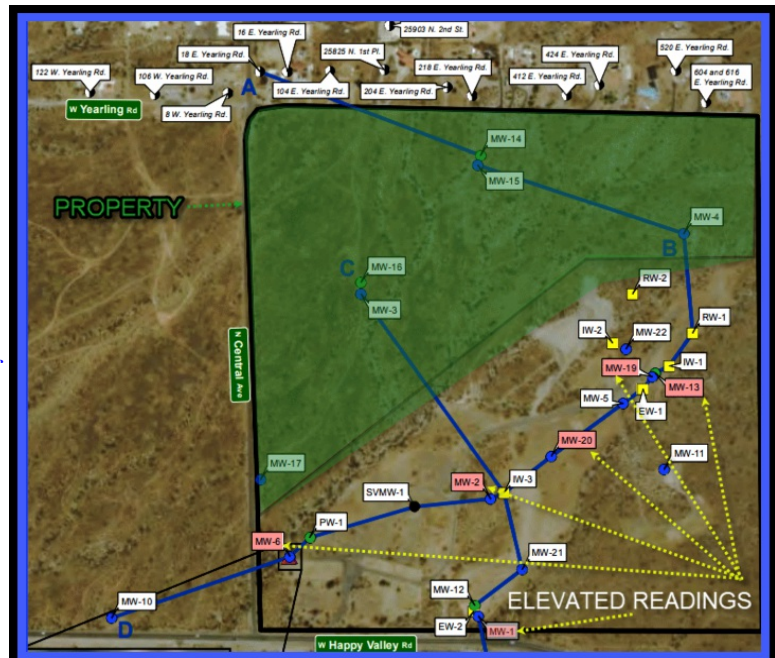 25903 N. 2nd St.
16 E. Yearling Rd.
18 E. Yearling Rd.
25825 N. 1st Pl.
218 E. Yearling Rd.
424 E. Yearling Rd.
520 E. Yearling Rd.
122 W. Yearling Rd.
106 W. Yearling Rd.
8 W. Yearling Rd.
104 E. Yearling Rd.
204 E. Yearling Rd.
412 E. Yearling Rd.
604 and 616
E. Yearling Rd.
A
W Yearling Rd
MW-14
MW-15
PROPERTY
MW-4
B
C
MW-16
MW-3
RW-2
RW-1
IW-2
MW-22
IW-1
N Central Ave
MW-19
MW-13
MW-5
EW-1
MW-20
MW-11
MW-17
MW-2
IW-3
SVMW-1
PW-1
MW-6
MW-21
MW-10
D
MW-12
ELEVATED READINGS
EW-2
MW-1
W Happy Valley Rd